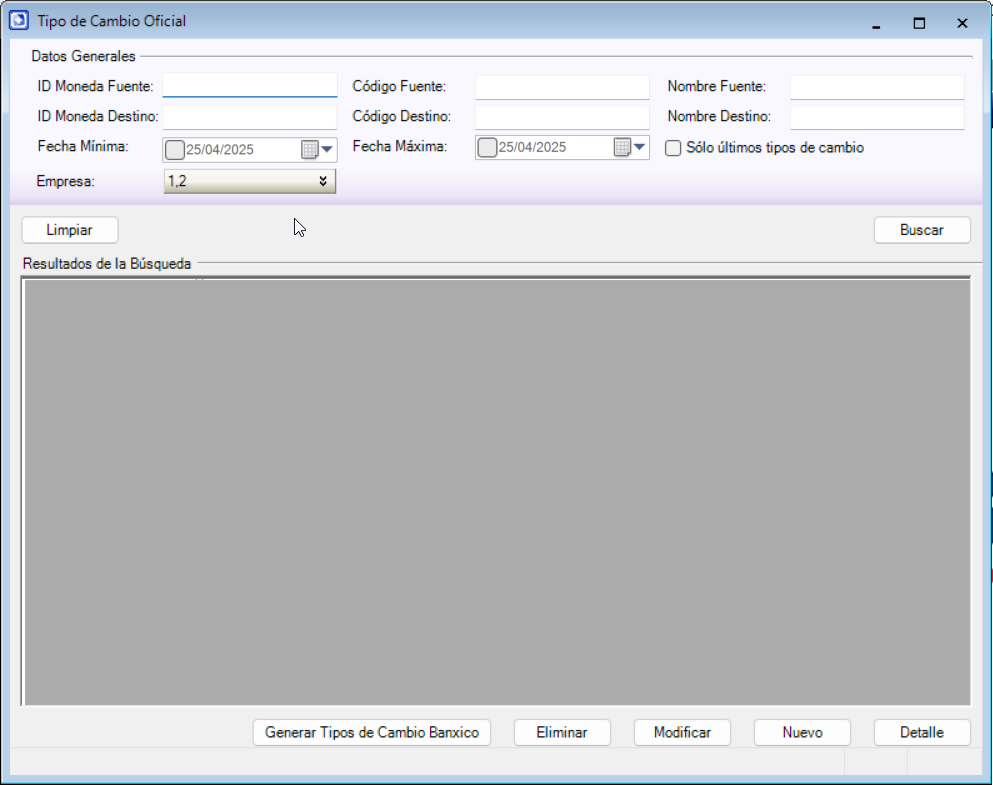 Tipo de Cambio Oficial
Datos Generales
ID Moneda Fuente: Código Fuente: Nombre Fuente:
ID Moneda Destino: Código Destino: Nombre Destino:
Fecha Mínima: 25/04/2025 Fecha Máxima: 25/04/2025 Sólo últimos tipos de cambio
Empresa: 1,2
Limpiar Buscar
Resultados de la Búsqueda
Generar Tipos de Cambio Banxico Eliminar Modificar Nuevo Detalle